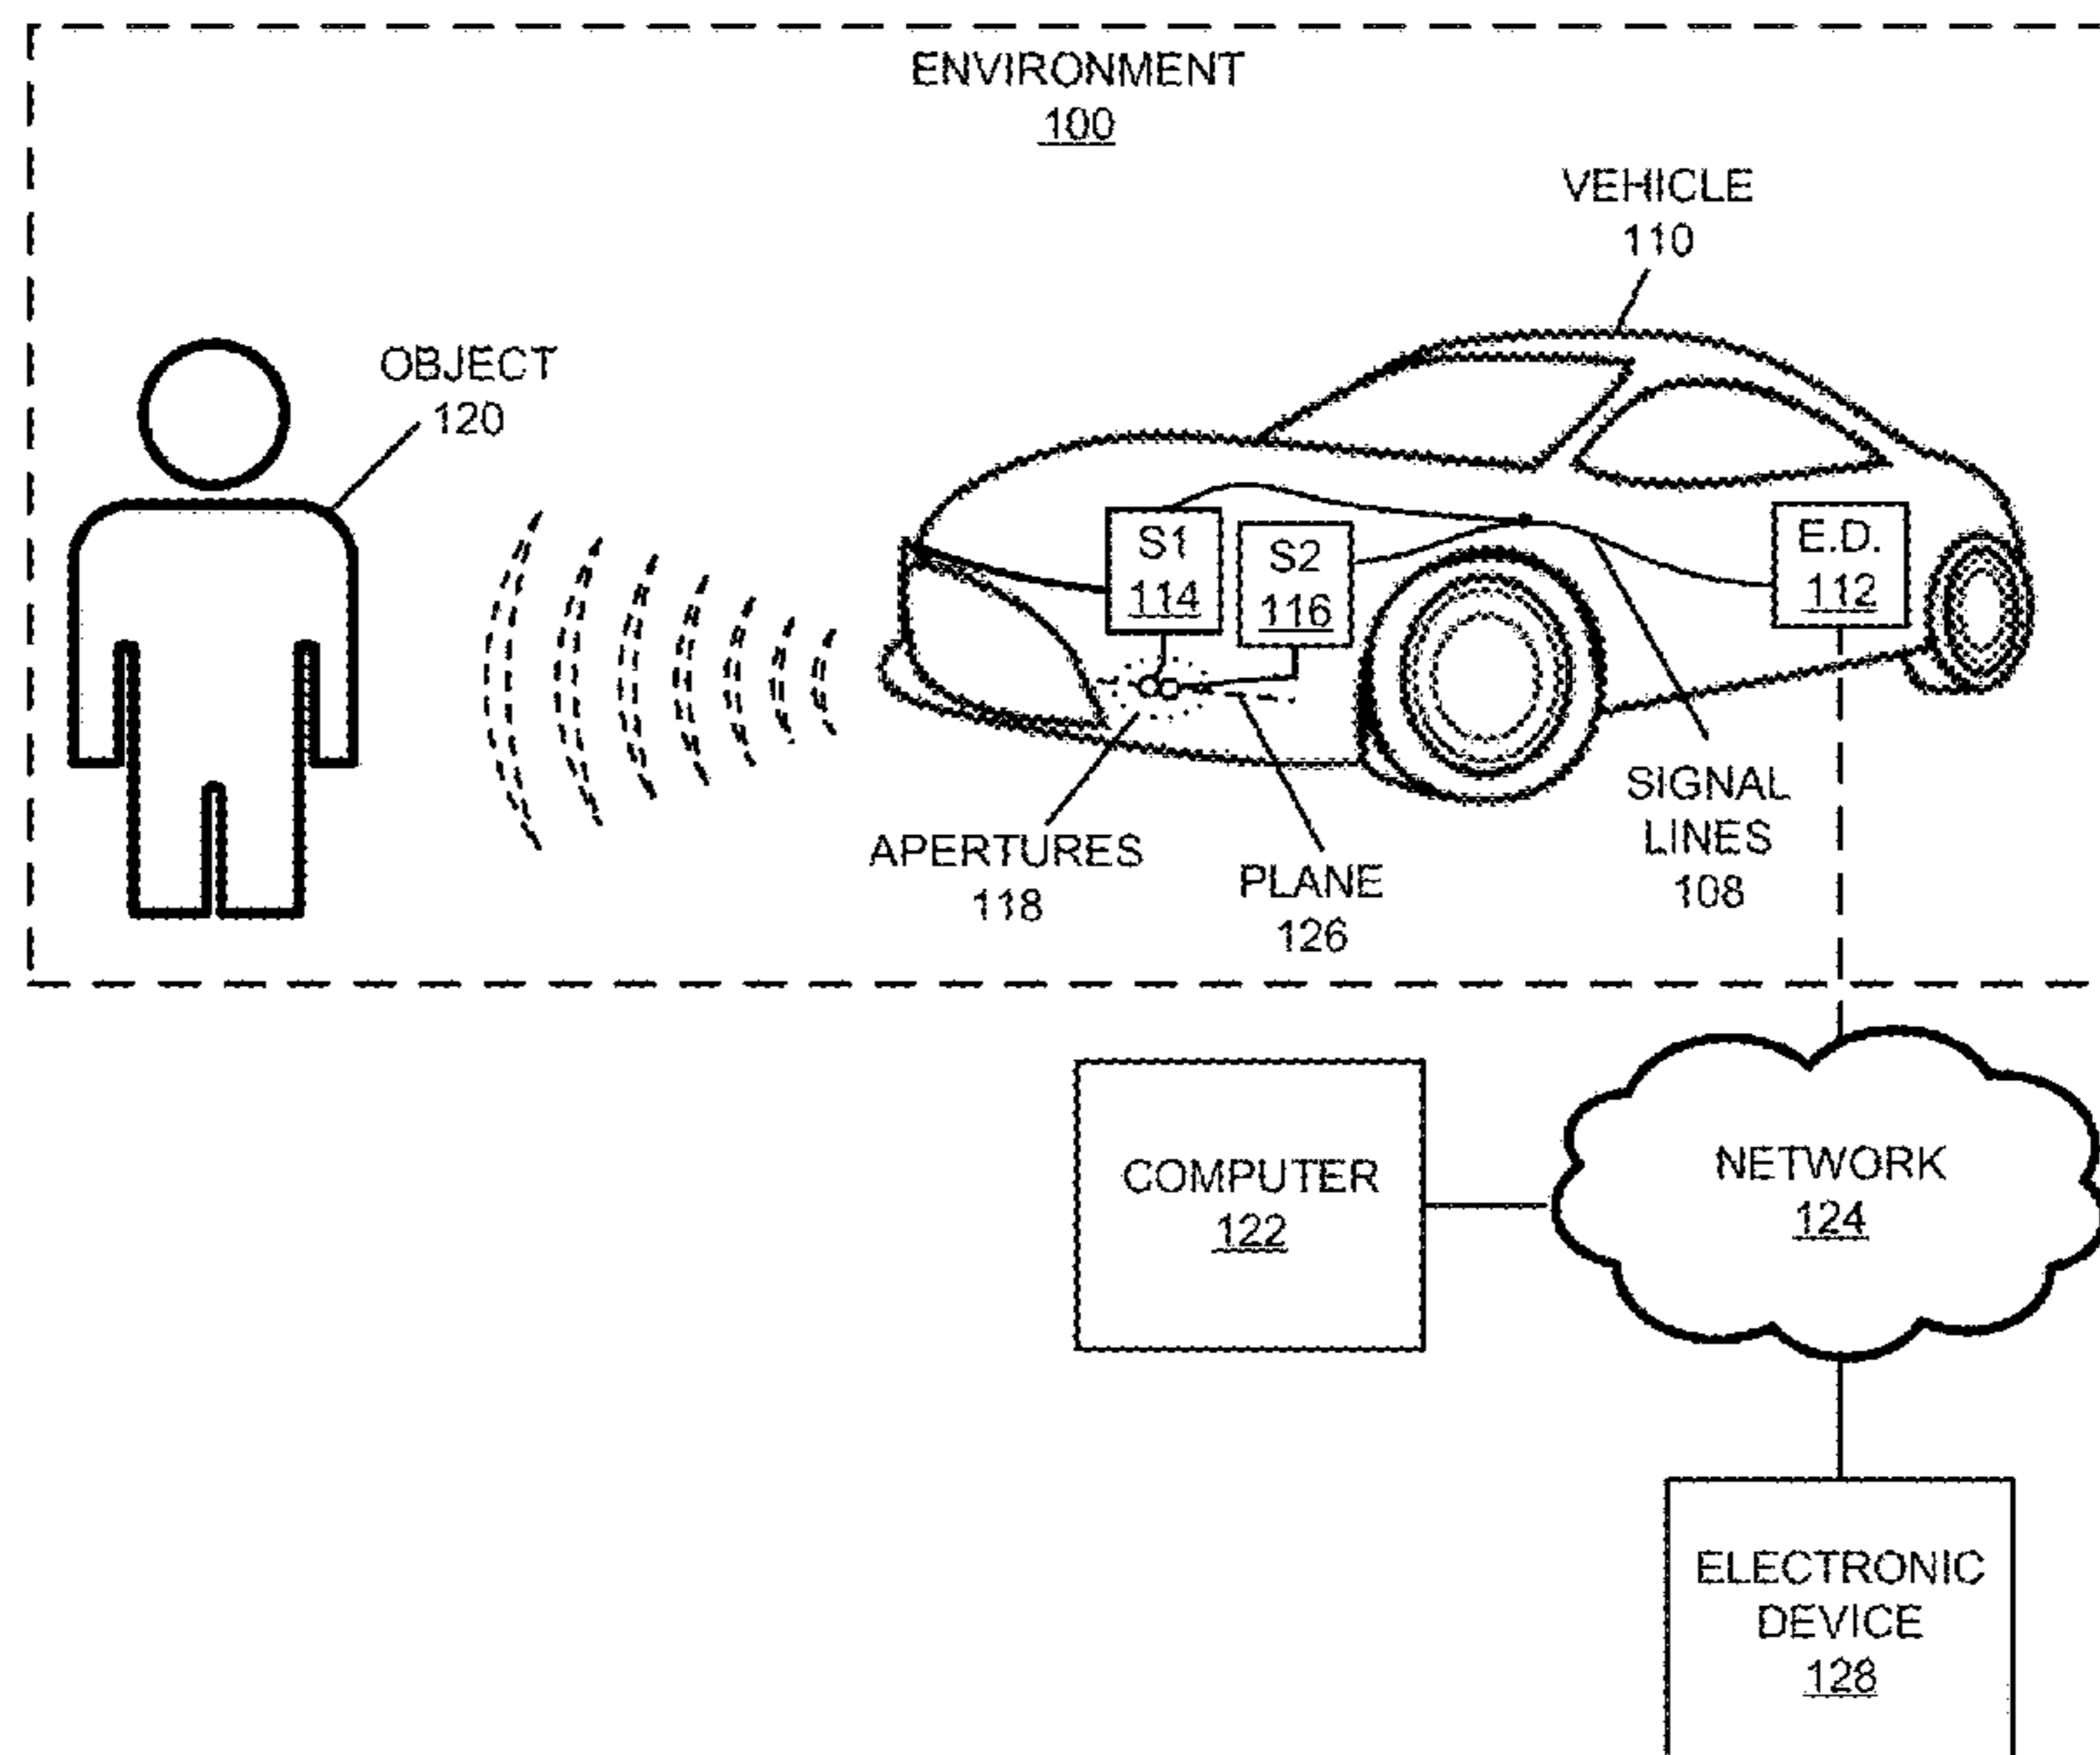 ENVIRONMENT
100
VEHICLE
110
OBJECT
120
S1
114
S2
116
E.D.
112
APERTURES
118
PLANE
126
SIGNAL
LINES
108
COMPUTER
122
NETWORK
124
ELECTRONIC
DEVICE
128